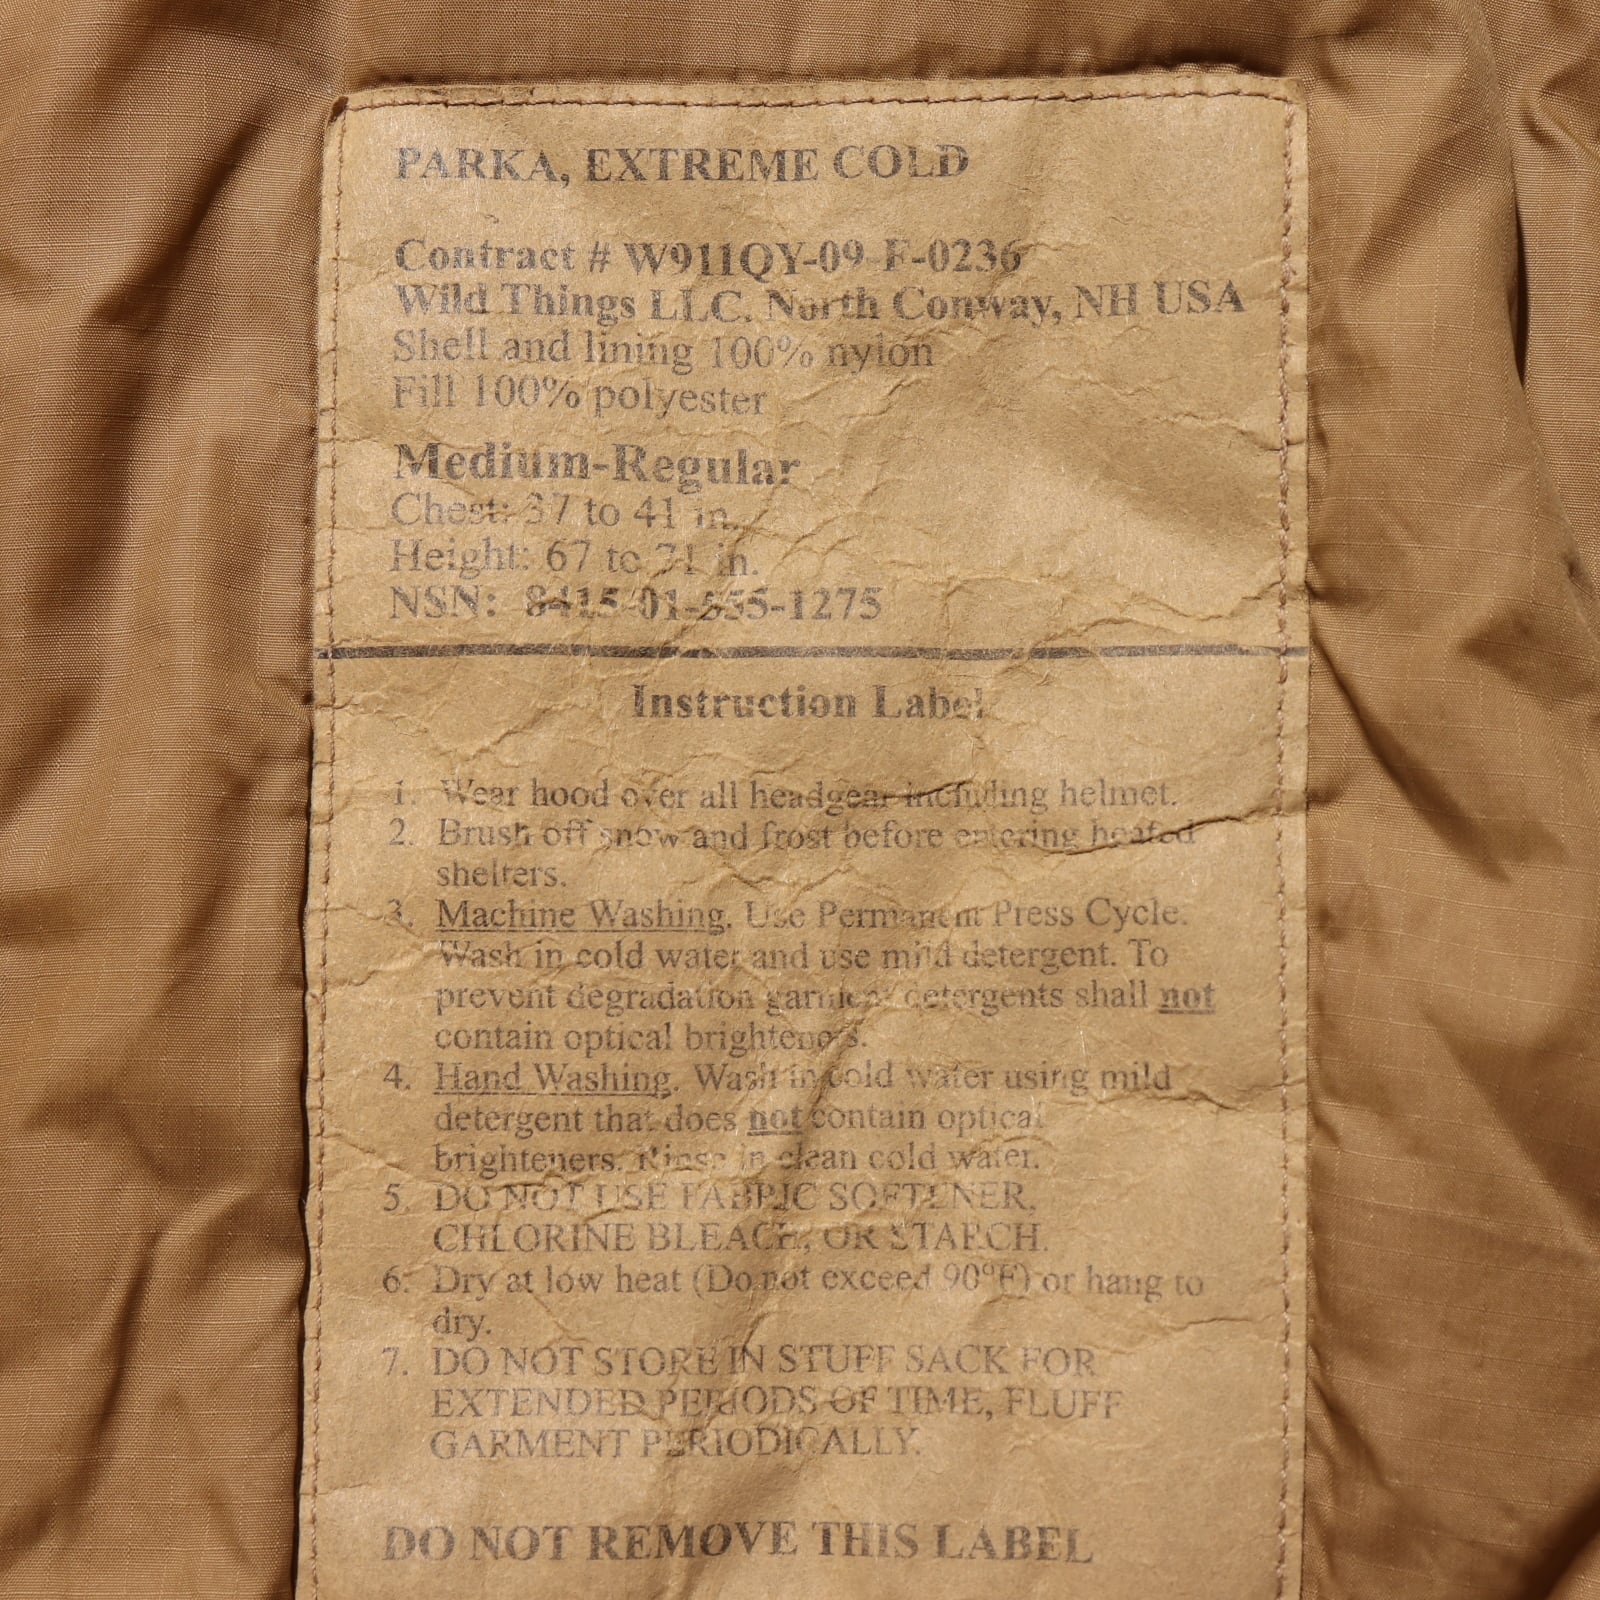 PARKA, EXTREME COLD
Contract # W911QY-09-F-0236
Wild Things LLC. North Conway, NH USA
Shell and lining 100% nylon
Fill 100% polyester
Medium-Regular
Chest: 37 to 41 in.
Height: 67 to 71 in.
NSN: 8415-01-555-1275
Instruction Label
1. Wear hood over all headgear including helmet.
2. Brush off snow and frost before entering heated
shelters.
3. Machine Washing. Use Permanent Press Cycle.
Wash in cold water and use mild detergent. To
prevent degradation garment detergents shall not
contain optical brighteners.
4. Hand Washing. Wash in cold water using mild
detergent that does not contain optical
brighteners. Rinse in clean cold water.
5. DO NOT USE FABRIC SOFTENER,
CHLORINE BLEACH, OR STARCH.
6. Dry at low heat (Do not exceed 90°F) or hang to
dry.
7. DO NOT STORE IN STUFF SACK FOR
EXTENDED PERIODS OF TIME, FLUFF
GARMENT PERIODICALLY.
DO NOT REMOVE THIS LABEL